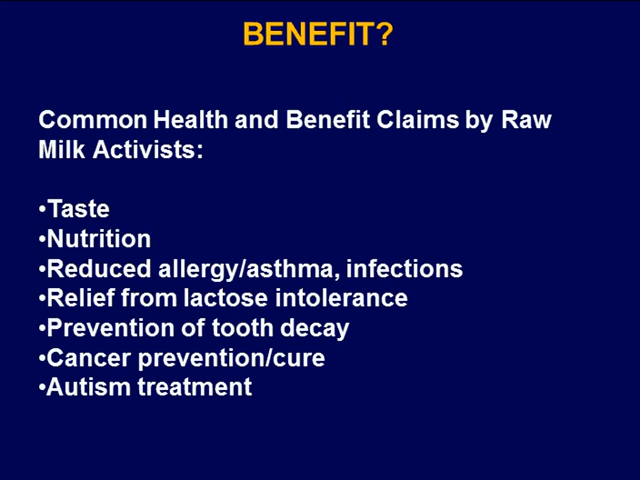 BENEFIT?
Common Health and Benefit Claims by Raw
Milk Activists:
•Taste
•Nutrition
•Reduced allergy/asthma, infections
•Relief from lactose intolerance
•Prevention of tooth decay
•Cancer prevention/cure
•Autism treatment